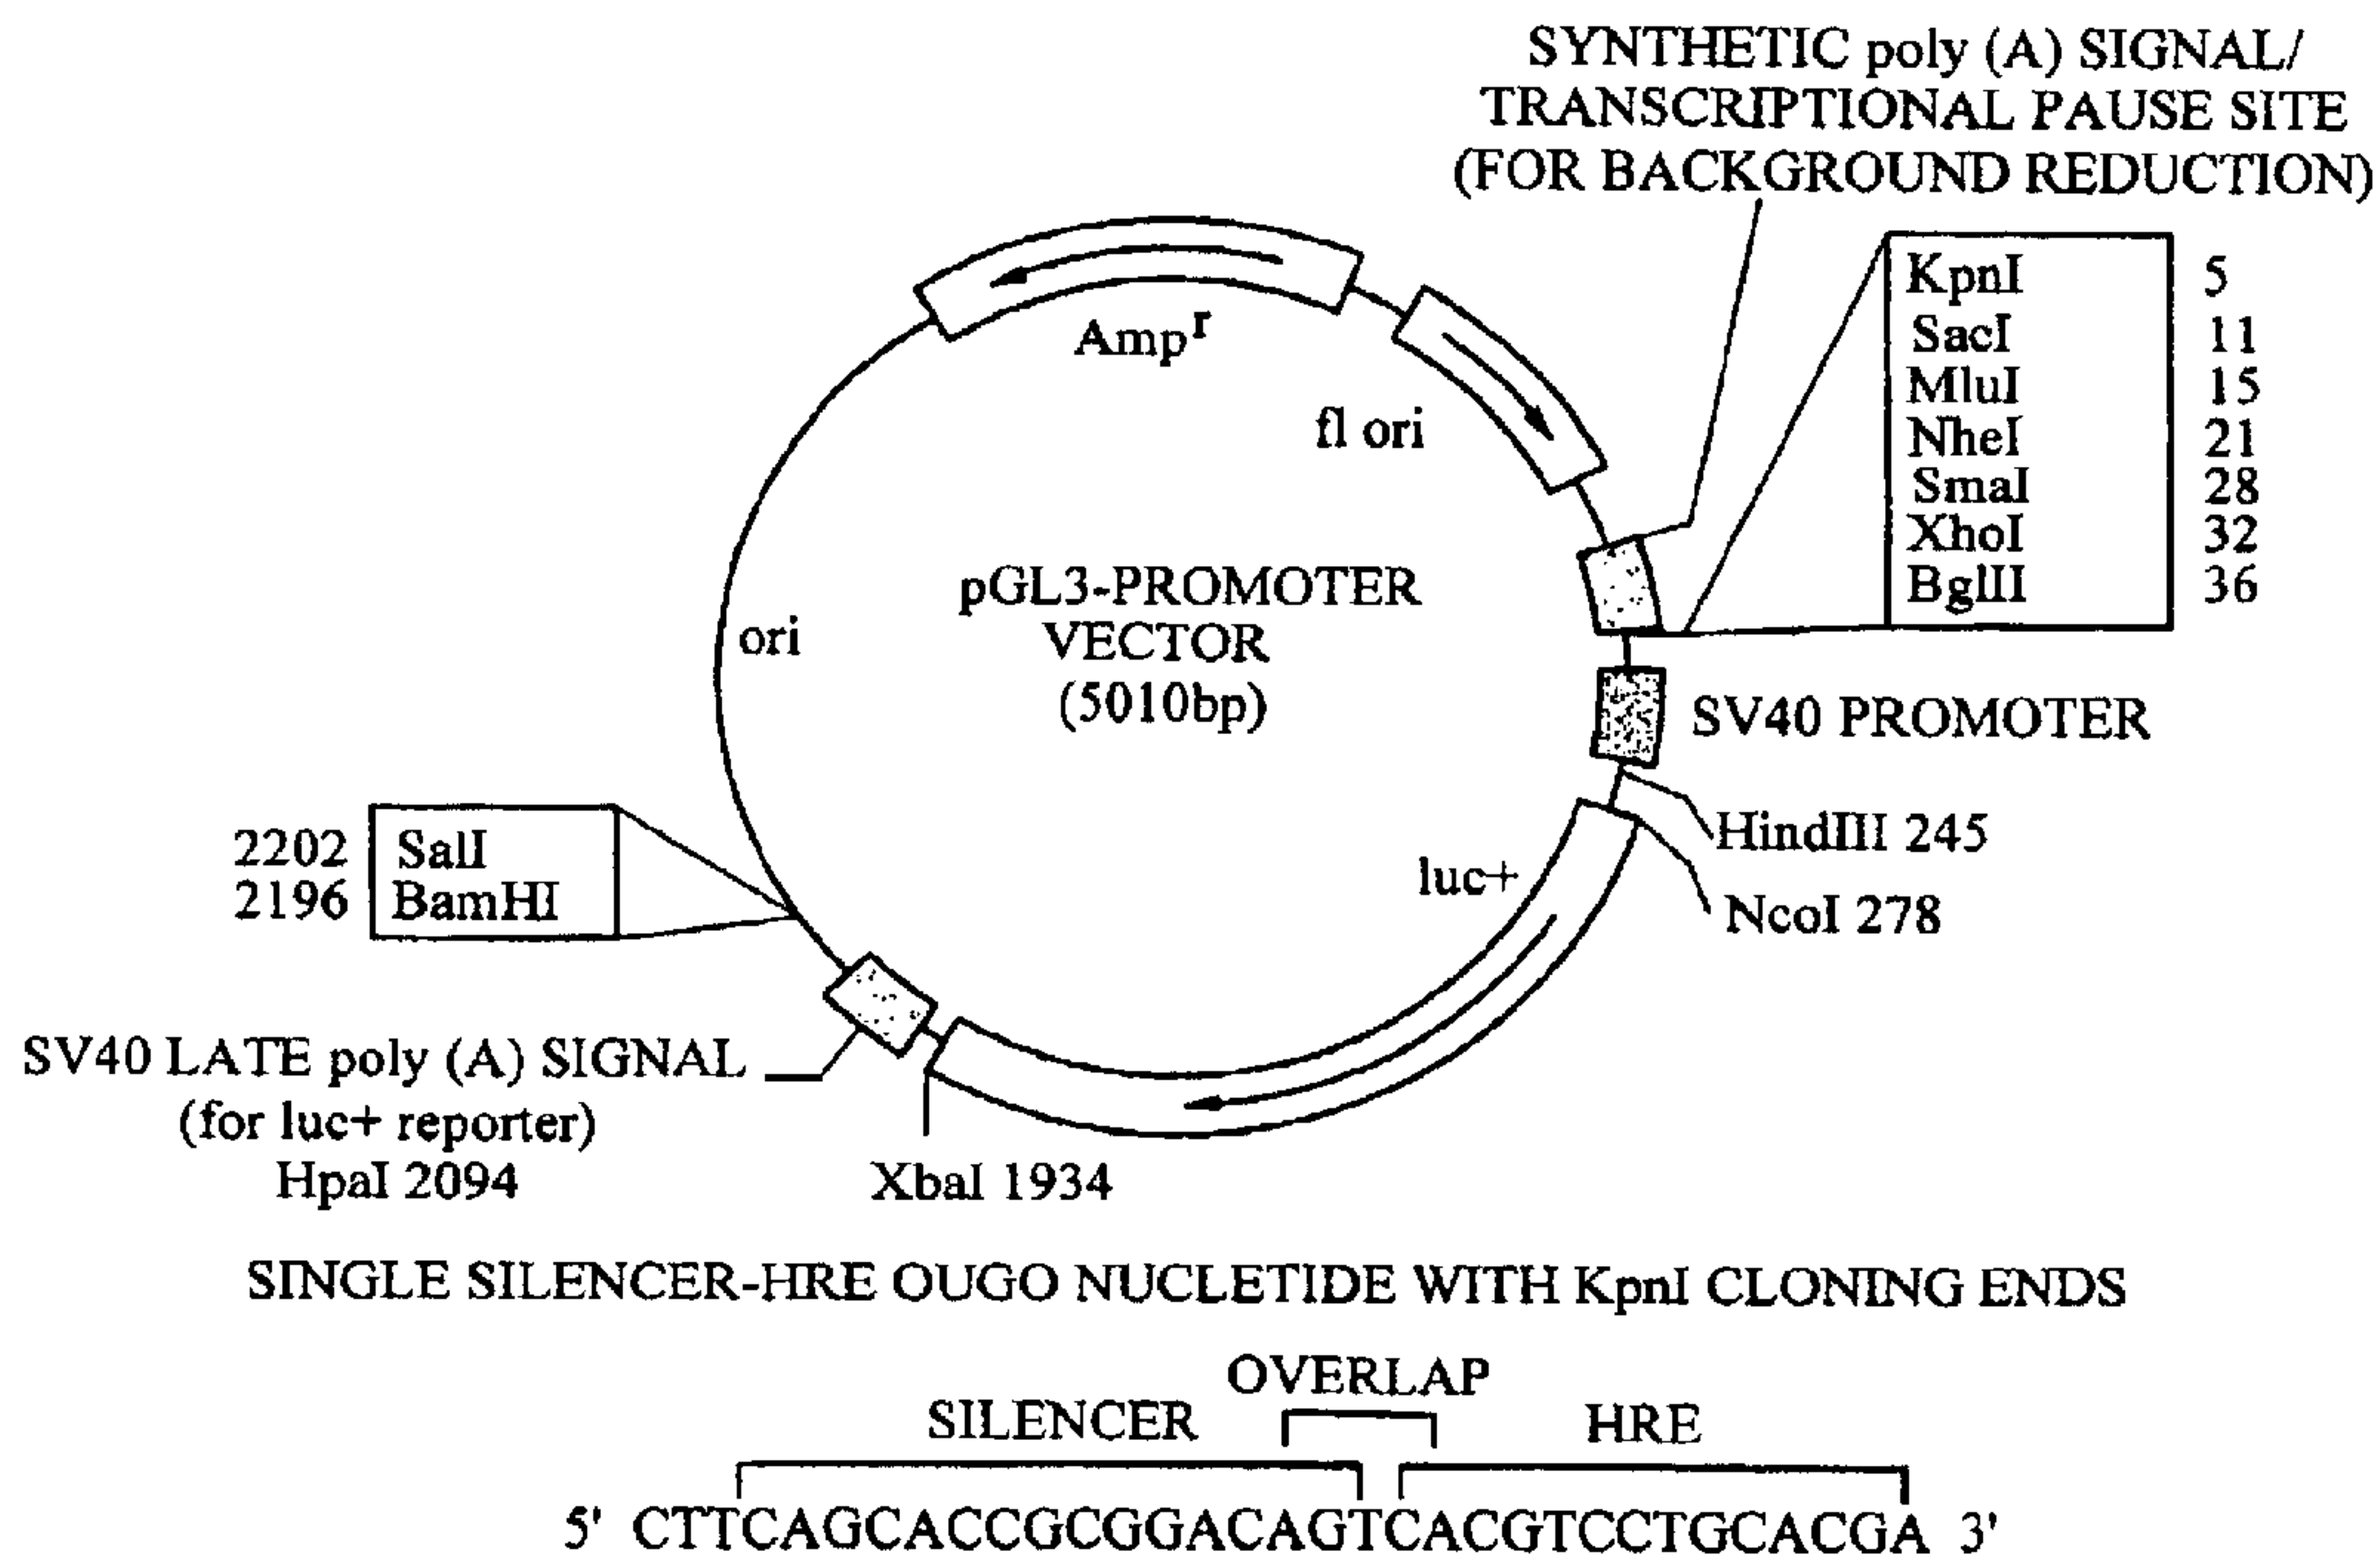 SYNTHETIC poly (A) SIGNAL/
TRANSCRIPTIONAL PAUSE SITE
(FOR BACKGROUND REDUCTION)
KpnI 5
SacI 11
MluI 15
NheI 21
SmaI 28
XhoI 32
BglII 36
Amp^r
fl ori
ori
pGL3-PROMOTER
VECTOR
(5010bp)
SV40 PROMOTER
HindIII 245
NcoI 278
luc+
2202 SalI
2196 BamHI
SV40 LATE poly (A) SIGNAL
(for luc+ reporter)
HpaI 2094
XbaI 1934
SINGLE SILENCER-HRE OUGO NUCLETIDE WITH KpnI CLONING ENDS
OVERLAP
SILENCER HRE
5' CTTCAGCACCGCGGACAGTCACGTCCTGCACGA 3'